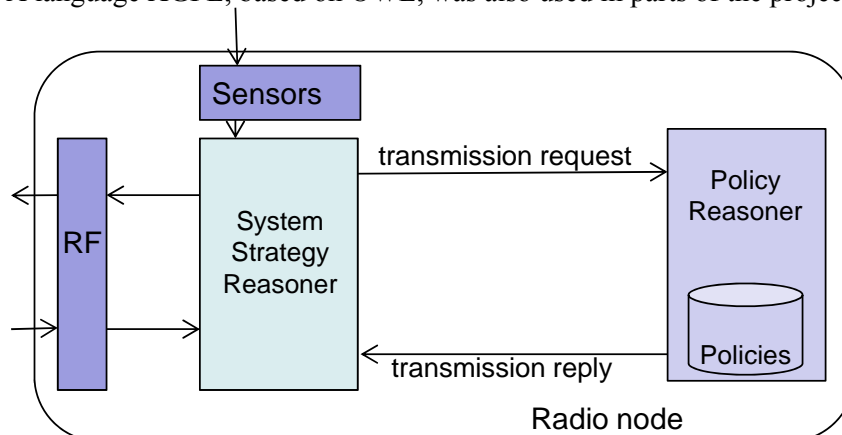 Sensors
transmission request
Policy
Reasoner
RF
System
Strategy
Reasoner
Policies
transmission reply
Radio node